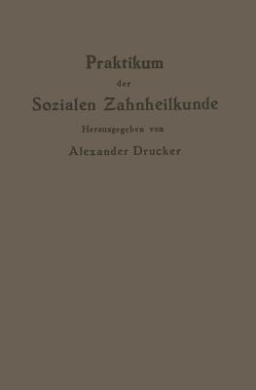 Praktikum
der
Sozialen Zahnheilkunde
Herausgegeben von
Alexander Drucker